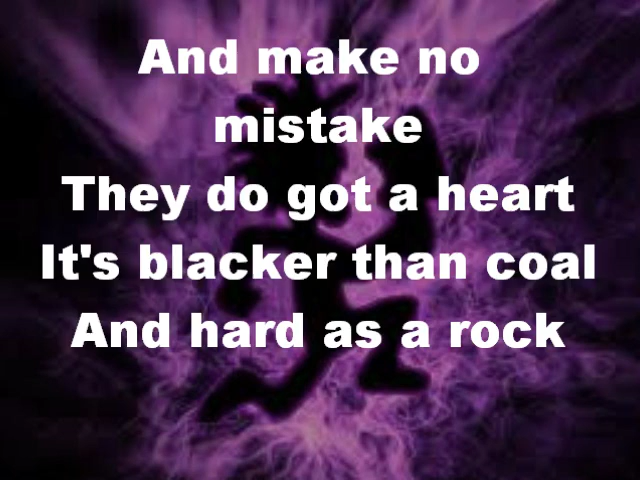 And make no
mistake
They do got a heart
It's blacker than coal
And hard as a rock